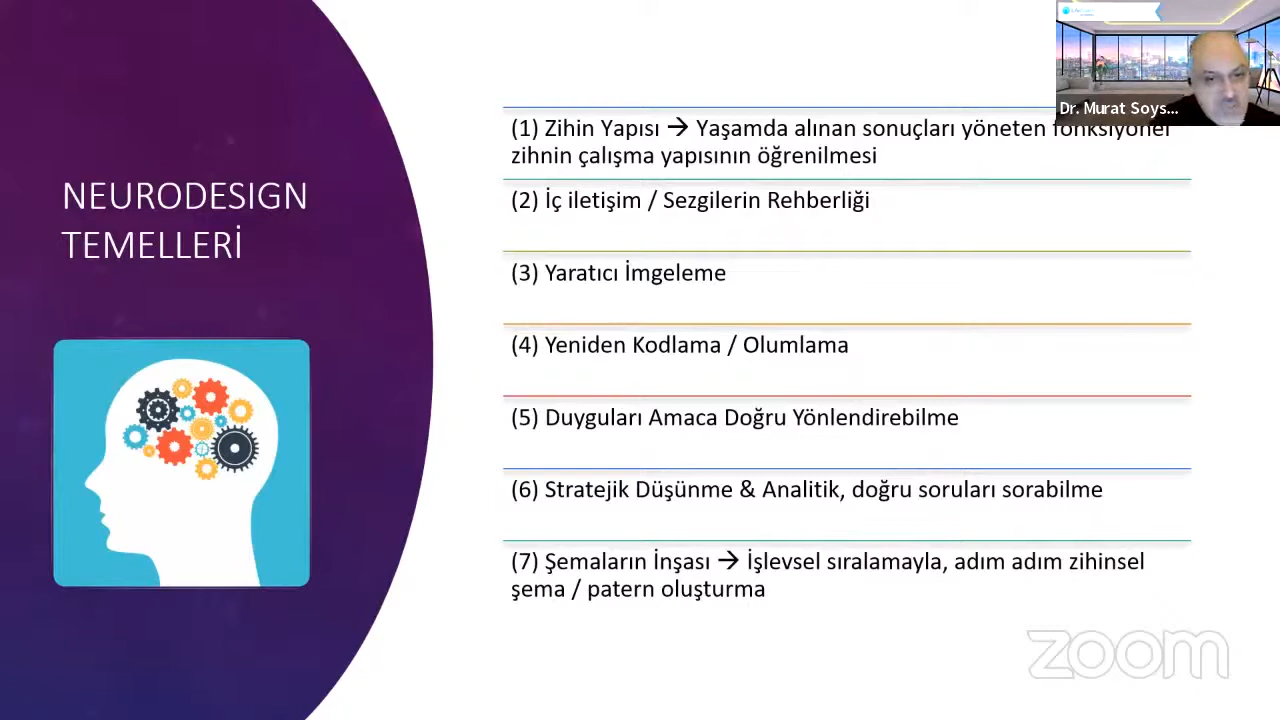 NEURODESIGN
TEMELLERİ
(1) Zihin Yapısı → Yaşamda alınan sonuçları yöneten fonksiyonel
zihnin çalışma yapısının öğrenilmesi
(2) İç iletişim / Sezgilerin Rehberliği
(3) Yaratıcı İmgeleme
(4) Yeniden Kodlama / Olumlama
(5) Duyguları Amaca Doğru Yönlendirebilme
(6) Stratejik Düşünme & Analitik, doğru soruları sorabilme
(7) Şemaların İnşası → İşlevsel sıralamayla, adım adım zihinsel
şema / patern oluşturma
Dr. Murat Soys...
zoom